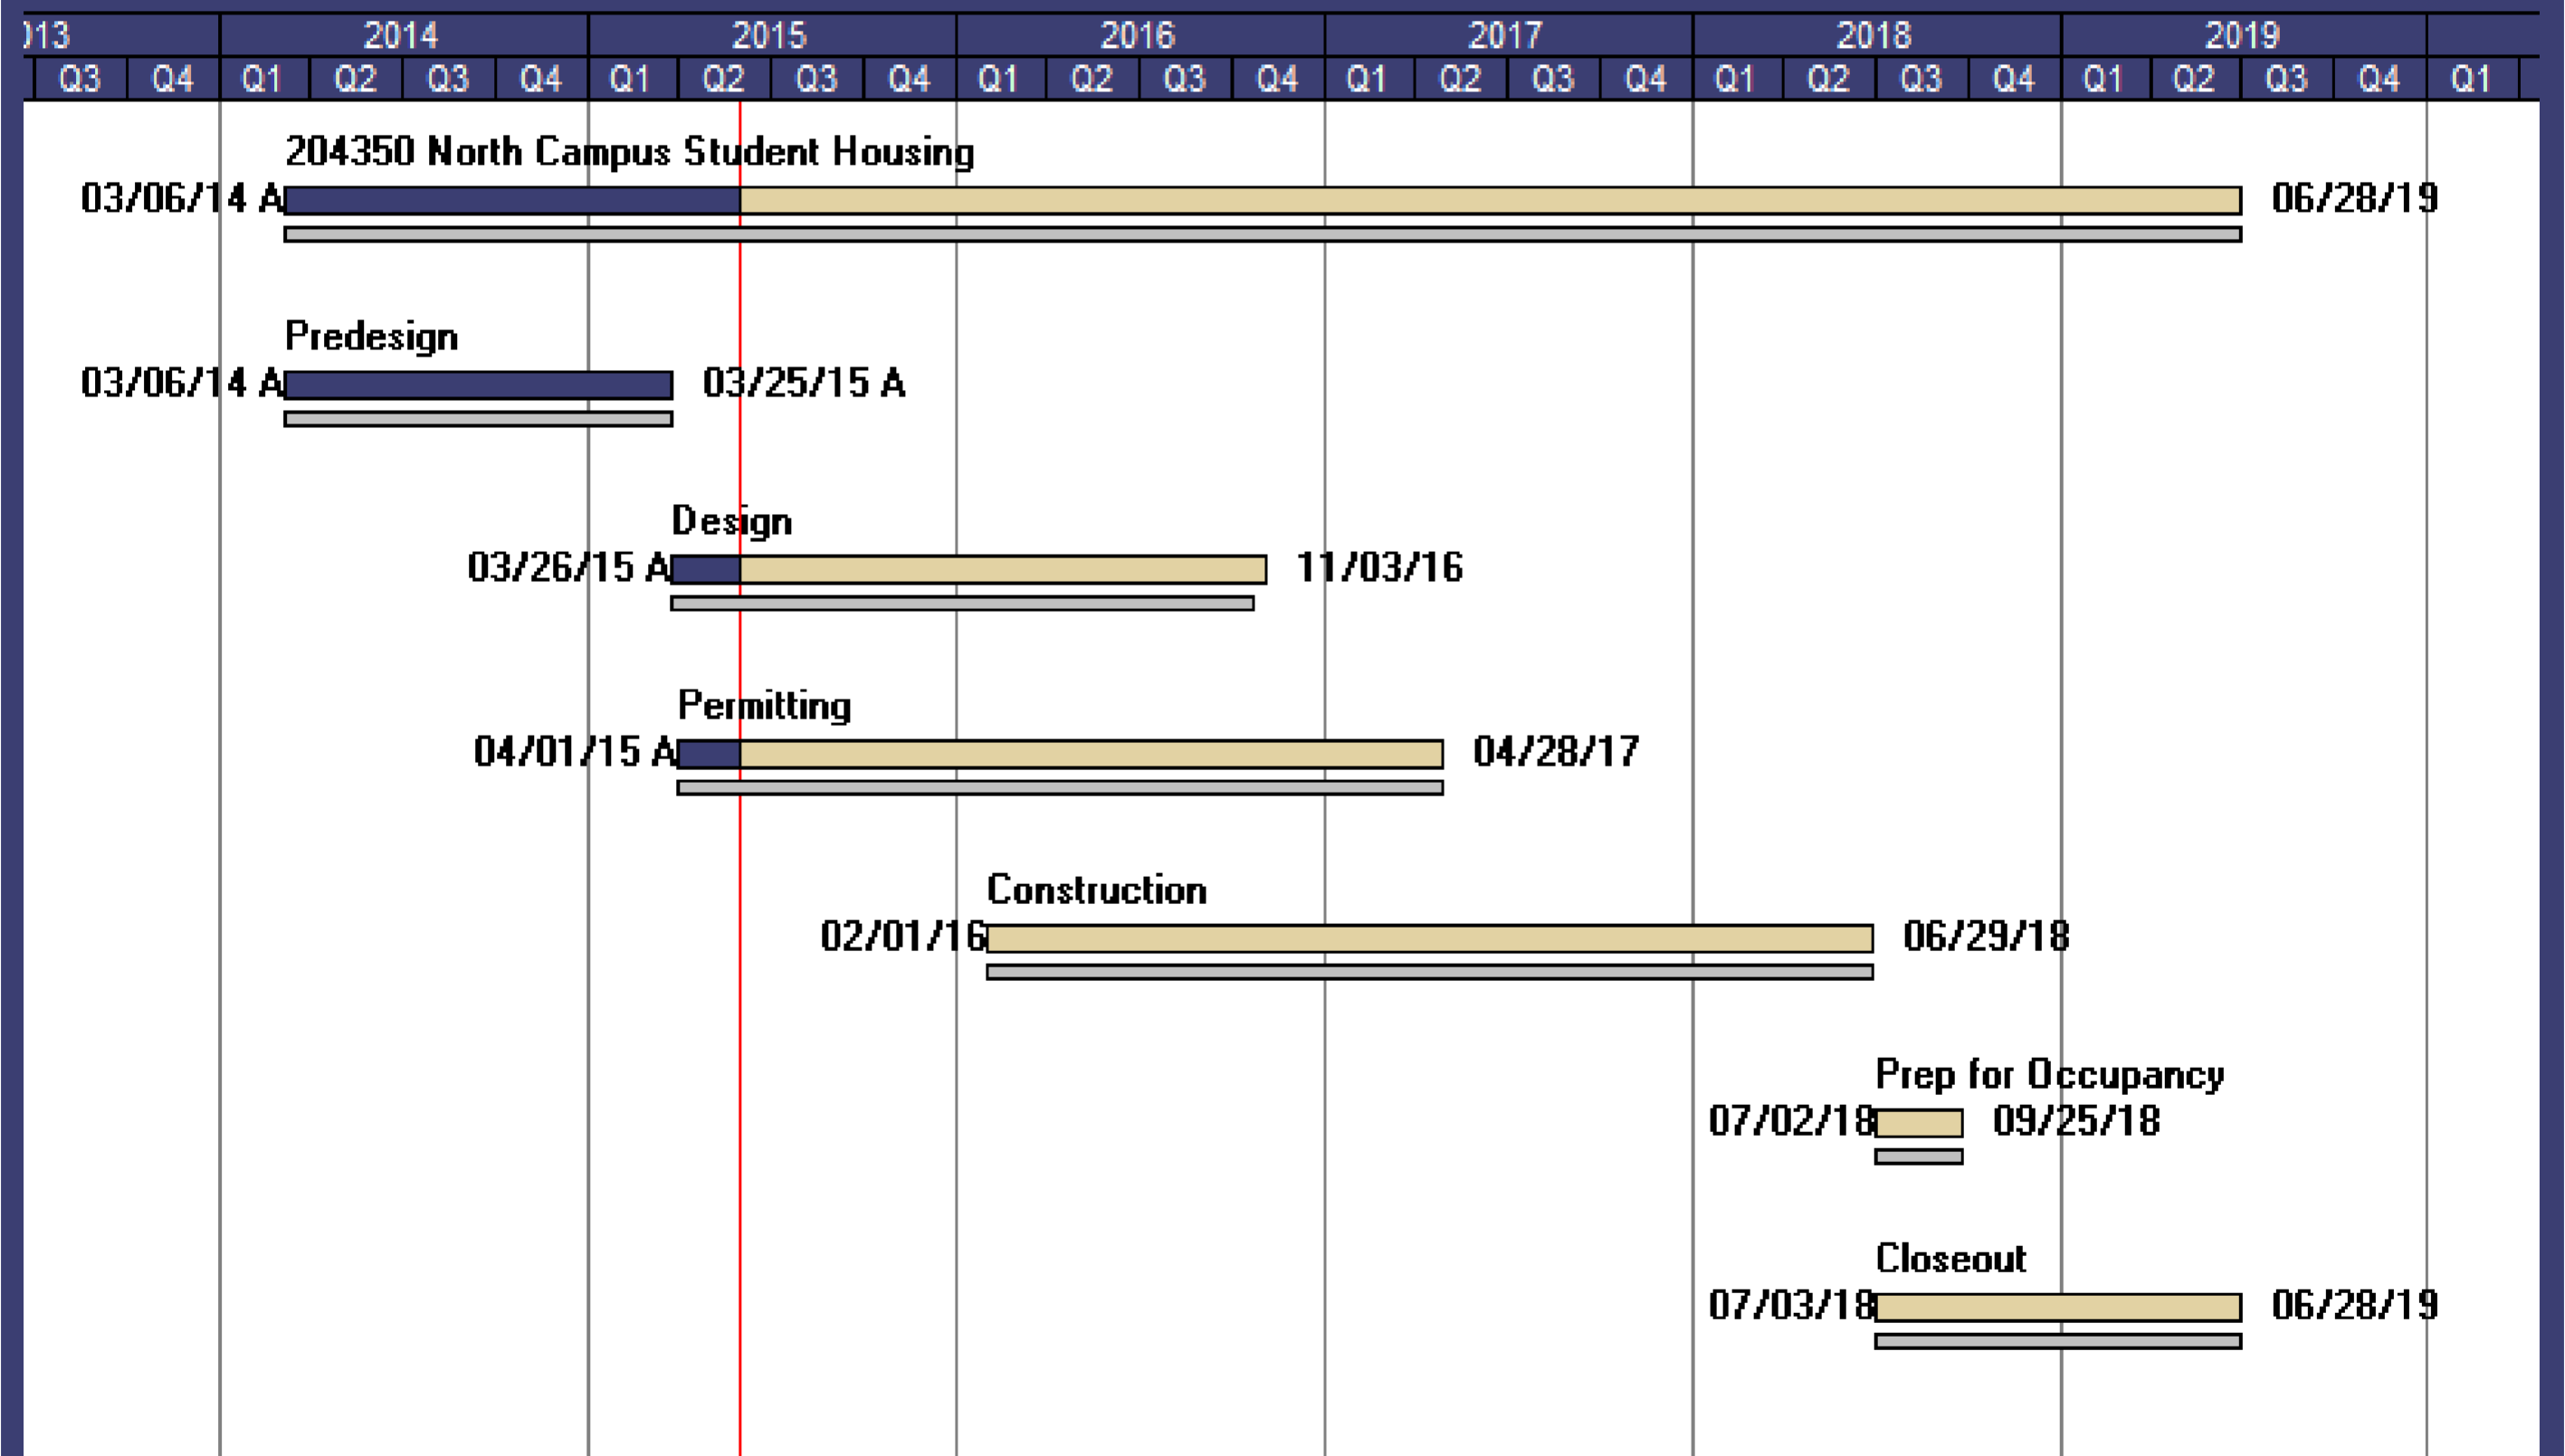 013 2014 2015 2016 2017 2018 2019
Q3 Q4 Q1 Q2 Q3 Q4 Q1 Q2 Q3 Q4 Q1 Q2 Q3 Q4 Q1 Q2 Q3 Q4 Q1 Q2 Q3 Q4 Q1 Q2 Q3 Q4 Q1
204350 North Campus Student Housing
03/06/14 A 06/28/19
Predesign
03/06/14 A 03/25/15 A
Design
03/26/15 A 11/03/16
Permitting
04/01/15 A 04/28/17
Construction
02/01/16 06/29/18
Prep for Occupancy
07/02/18 09/25/18
Closeout
07/03/18 06/28/19